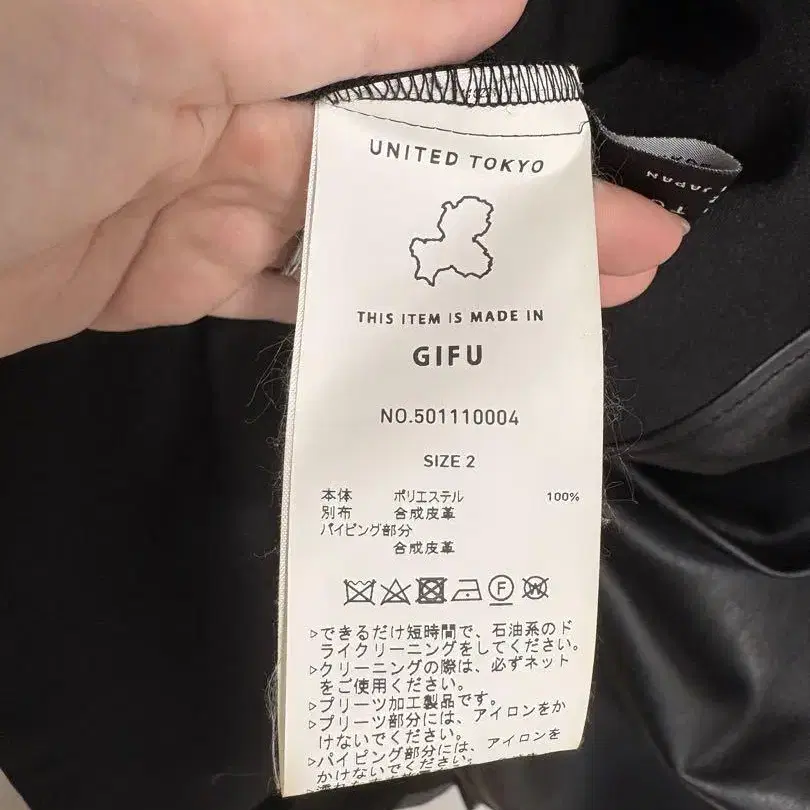 UNITED TOKYO
THIS ITEM IS MADE IN
GIFU
NO.501110004
SIZE 2
本体 ポリエステル 100%
別布 合成皮革
パイピング部分
合成皮革
F
W
▷できるだけ短時間で、石油系のド
ライクリーニングをしてください。
▷クリーニングの際は、必ずネット
をご使用ください。
▷プリーツ加工製品です。
▷プリーツ部分には、アイロンをか
けないでください。
▷パイピング部分には、アイロンを
かけないでください。
JAPAN